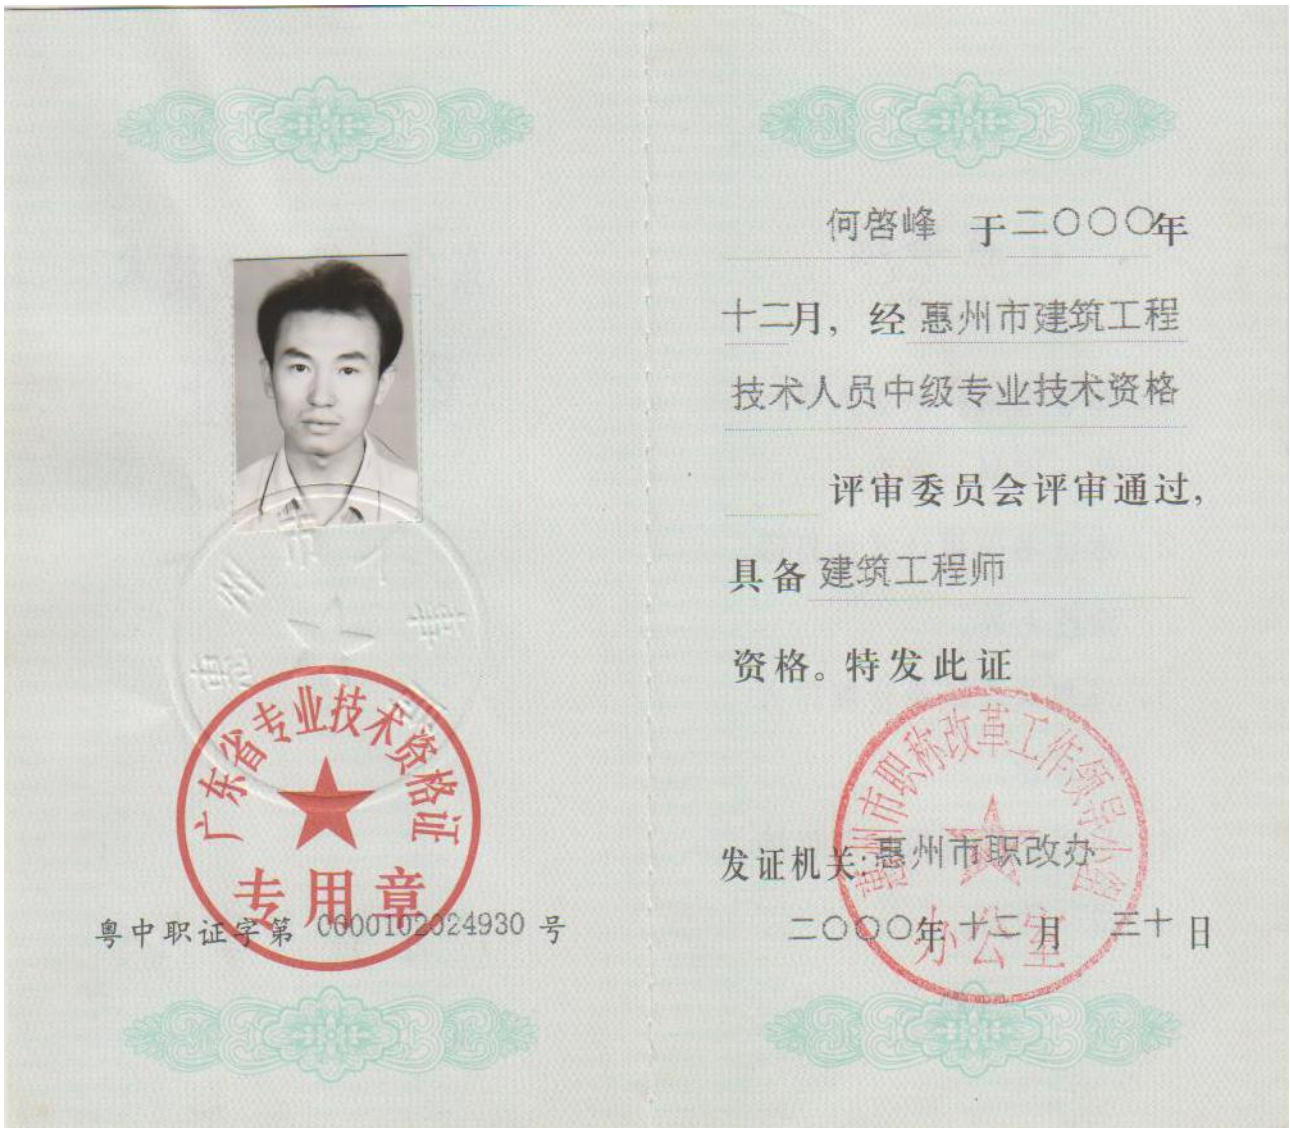 广东省专业技术资格证
专用章
粤中职证字第 0000102024930 号
何啓峰 于二〇〇〇年
十二月，经惠州市建筑工程
技术人员中级专业技术资格
评审委员会评审通过，
具备 建筑工程师
资格。特发此证
惠州市职称改革工作领导小组
办公室
发证机关：惠州市职改办
二〇〇〇年十二月 三十日